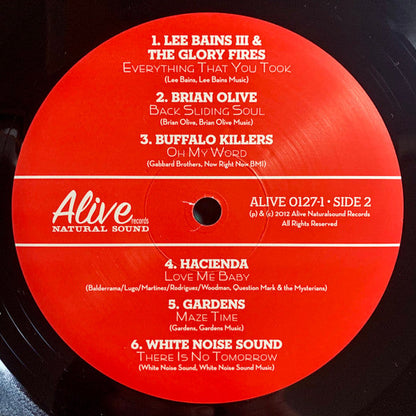 1. LEE BAINS III &
THE GLORY FIRES
EVERYTHING THAT YOU TOOK
(Lee Bains, Lee Bains Music)
2. BRIAN OLIVE
BACK SLIDING SOUL
(Brian Olive, Brian Olive Music)
3. BUFFALO KILLERS
OH MY WORD
(Gabbard Brothers, Now Right Now BMI)
Alive
records
NATURAL SOUND
ALIVE 0127-1 • SIDE 2
(p) & (c) 2012 Alive Naturalsound Records
All Rights Reserved
4. HACIENDA
LOVE ME BABY
(Balderrama/Lugo/Martinez/Rodriguez/Woodman, Question Mark & the Mysterians)
5. GARDENS
MAZE TIME
(Gardens, Gardens Music)
6. WHITE NOISE SOUND
THERE IS NO TOMORROW
(White Noise Sound, White Noise Sound Music)